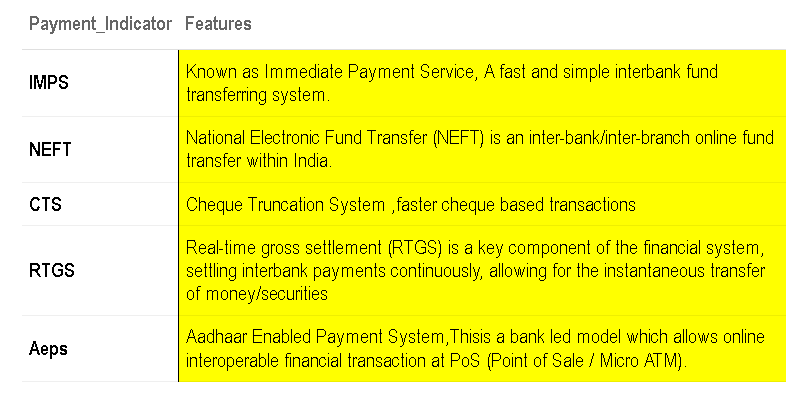 Payment_Indicator Features
IMPS
Known as Immediate Payment Service, A fast and simple interbank fund
transferring system.
NEFT
National Electronic Fund Transfer (NEFT) is an inter-bank/inter-branch online fund
transfer within India.
CTS
Cheque Truncation System ,faster cheque based transactions
RTGS
Real-time gross settlement (RTGS) is a key component of the financial system,
settling interbank payments continuously, allowing for the instantaneous transfer
of money/securities
Aeps
Aadhaar Enabled Payment System,Thisis a bank led model which allows online
interoperable financial transaction at PoS (Point of Sale / Micro ATM).